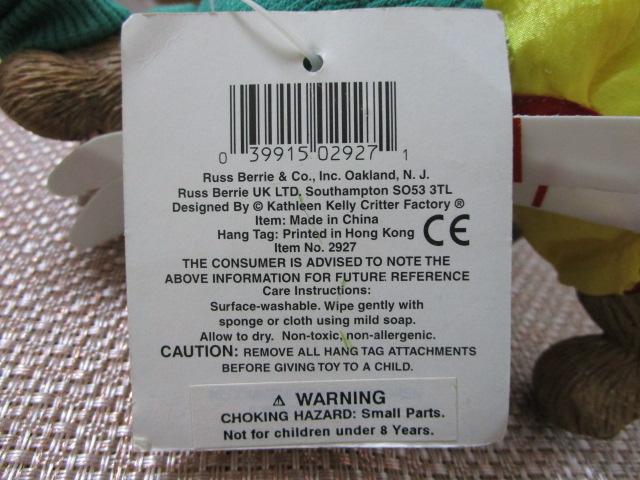 0 39915 02927 1
Russ Berrie & Co., Inc. Oakland, N. J.
Russ Berrie UK LTD, Southampton SO53 3TL
Designed By © Kathleen Kelly Critter Factory ®
Item: Made in China
Hang Tag: Printed in Hong Kong CE
Item No. 2927
THE CONSUMER IS ADVISED TO NOTE THE
ABOVE INFORMATION FOR FUTURE REFERENCE
Care Instructions:
Surface-washable. Wipe gently with
sponge or cloth using mild soap.
Allow to dry. Non-toxic, non-allergenic.
CAUTION: REMOVE ALL HANG TAG ATTACHMENTS
BEFORE GIVING TOY TO A CHILD.
⚠ WARNING
CHOKING HAZARD: Small Parts.
Not for children under 8 Years.